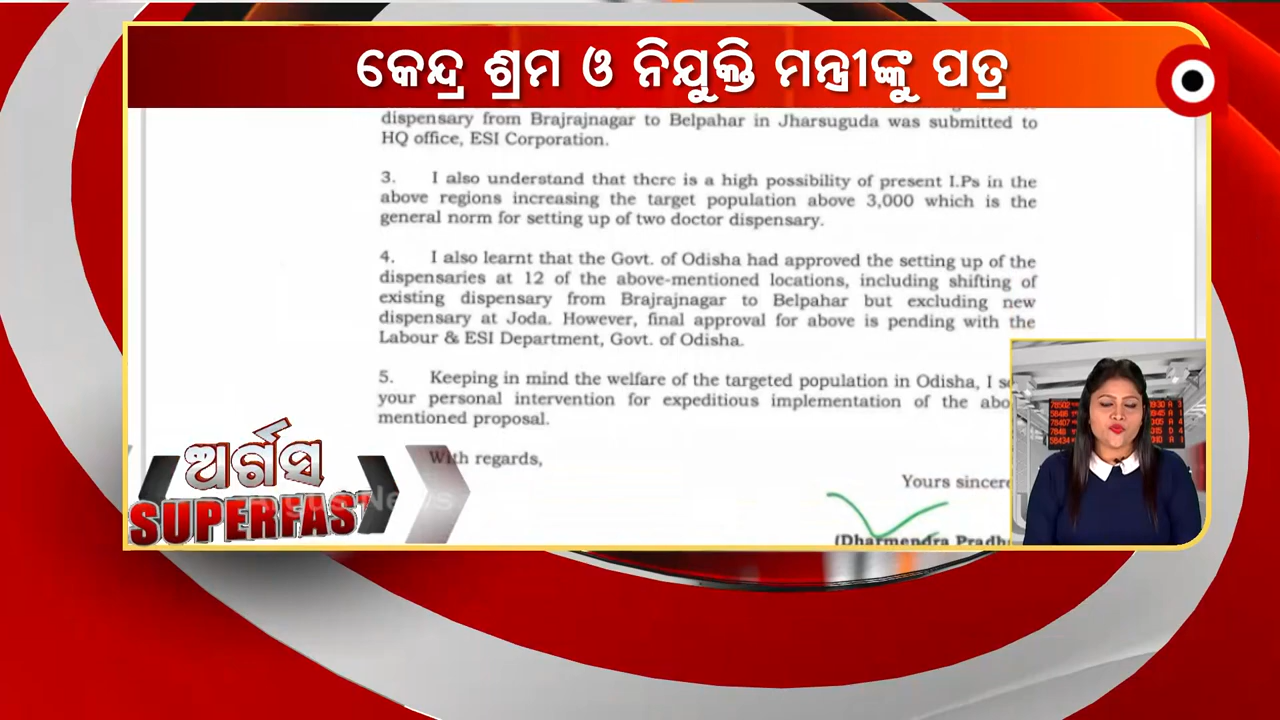 କେନ୍ଦ୍ର ଶ୍ରମ ଓ ନିଯୁକ୍ତି ମନ୍ତ୍ରୀଙ୍କୁ ପତ୍ର
dispensary from Brajrajnagar to Belpahar in Jharsuguda was submitted to
HQ office, ESI Corporation.
3. I also understand that there is a high possibility of present I.Ps in the
above regions increasing the target population above 3,000 which is the
general norm for setting up of two doctor dispensary.
4. I also learnt that the Govt. of Odisha had approved the setting up of the
dispensaries at 12 of the above-mentioned locations, including shifting of
existing dispensary from Brajrajnagar to Belpahar but excluding new
dispensary at Joda. However, final approval for above is pending with the
Labour & ESI Department, Govt. of Odisha.
5. Keeping in mind the welfare of the targeted population in Odisha, I
your personal intervention for expeditious implementation of the
mentioned proposal.
With regards,
Yours
(Dharmendra
ଅର୍ଗସ
SUPERFAS
News